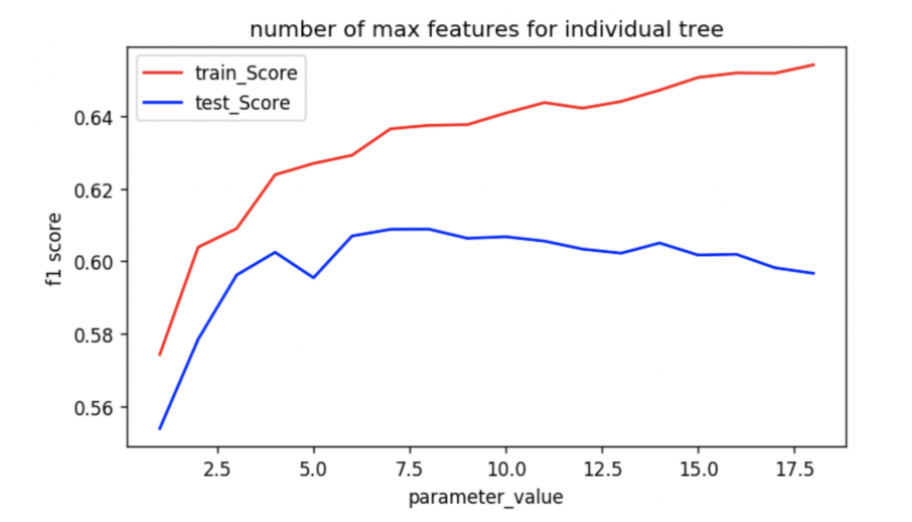 number of max features for individual tree
train_Score
test_Score
f1 score
0.64
0.62
0.60
0.58
0.56
2.5 5.0 7.5 10.0 12.5 15.0 17.5
parameter_value